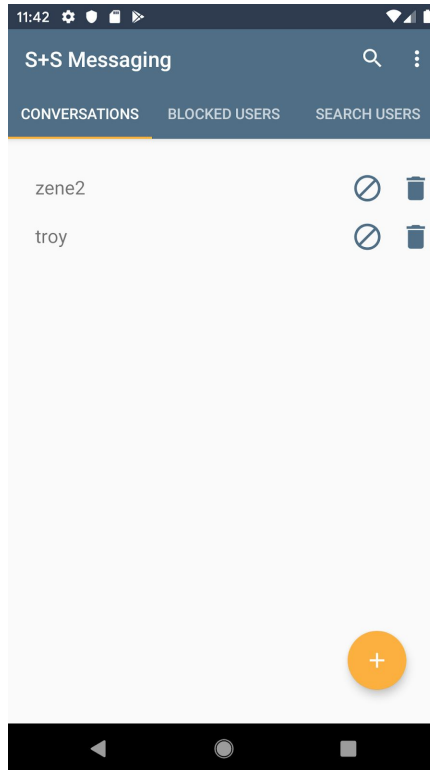 11:42
S+S Messaging
CONVERSATIONS BLOCKED USERS SEARCH USERS
zene2
troy